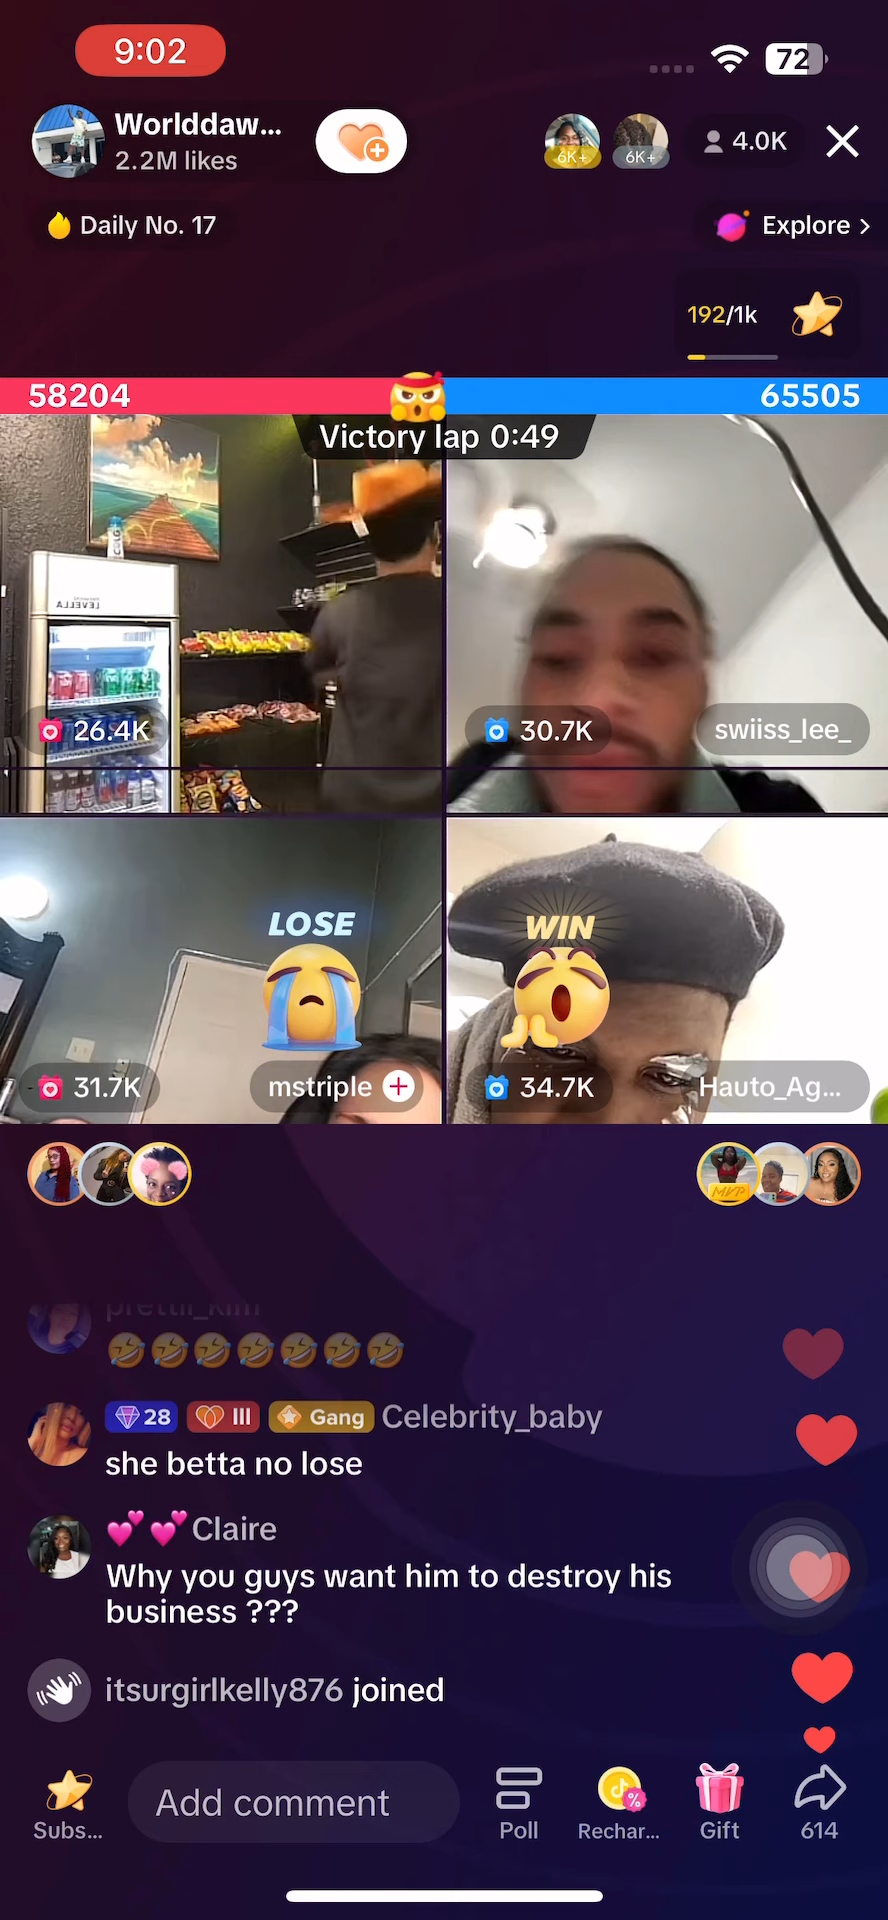 9:02
72
Worlddaw...
2.2M likes
6K+
6K+
4.0K
Daily No. 17
Explore >
192/1k
58204
65505
Victory lap 0:49
LEVELLA
26.4K
30.7K
swiiss_lee_
LOSE
WIN
31.7K
mstriple
34.7K
Hauto_Ag...
MVP
prettii_kim
28 III Gang Celebrity_baby
she betta no lose
💕💕Claire
Why you guys want him to destroy his
business ???
itsurgirlkelly876 joined
Subs...
Add comment
Poll
Rechar...
Gift
614